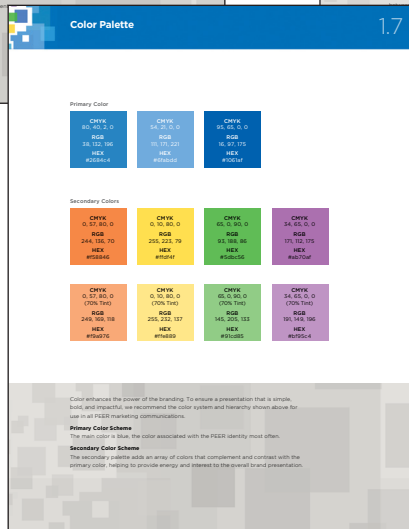 Color Palette
1.7
Primary Color
CMYK
80, 40, 2, 0
RGB
38, 132, 196
HEX
#2684c4
CMYK
54, 21, 0, 0
RGB
111, 171, 221
HEX
#6fabdd
CMYK
95, 65, 0, 0
RGB
16, 97, 175
HEX
#1061af
Secondary Colors
CMYK
0, 57, 80, 0
RGB
244, 136, 70
HEX
#f58846
CMYK
0, 10, 80, 0
RGB
255, 223, 79
HEX
#ffdf4f
CMYK
65, 0, 90, 0
RGB
93, 188, 86
HEX
#5dbc56
CMYK
34, 65, 0, 0
RGB
171, 112, 175
HEX
#ab70af
CMYK
0, 57, 80, 0
(70% Tint)
RGB
249, 169, 118
HEX
#f9a976
CMYK
0, 10, 80, 0
(70% Tint)
RGB
255, 232, 137
HEX
#ffe889
CMYK
65, 0, 90, 0
(70% Tint)
RGB
145, 205, 133
HEX
#91cd85
CMYK
34, 65, 0, 0
(70% Tint)
RGB
191, 149, 196
HEX
#bf95c4
Color enhances the power of the branding. To ensure a presentation that is simple,
bold, and impactful, we recommend the color system and hierarchy shown above for
use in all PEER marketing communications.
Primary Color Scheme
The main color is blue, the color associated with the PEER identity most often.
Secondary Color Scheme
The secondary palette adds an array of colors that complement and contrast with the
primary color, helping to provide energy and interest to the overall brand presentation.